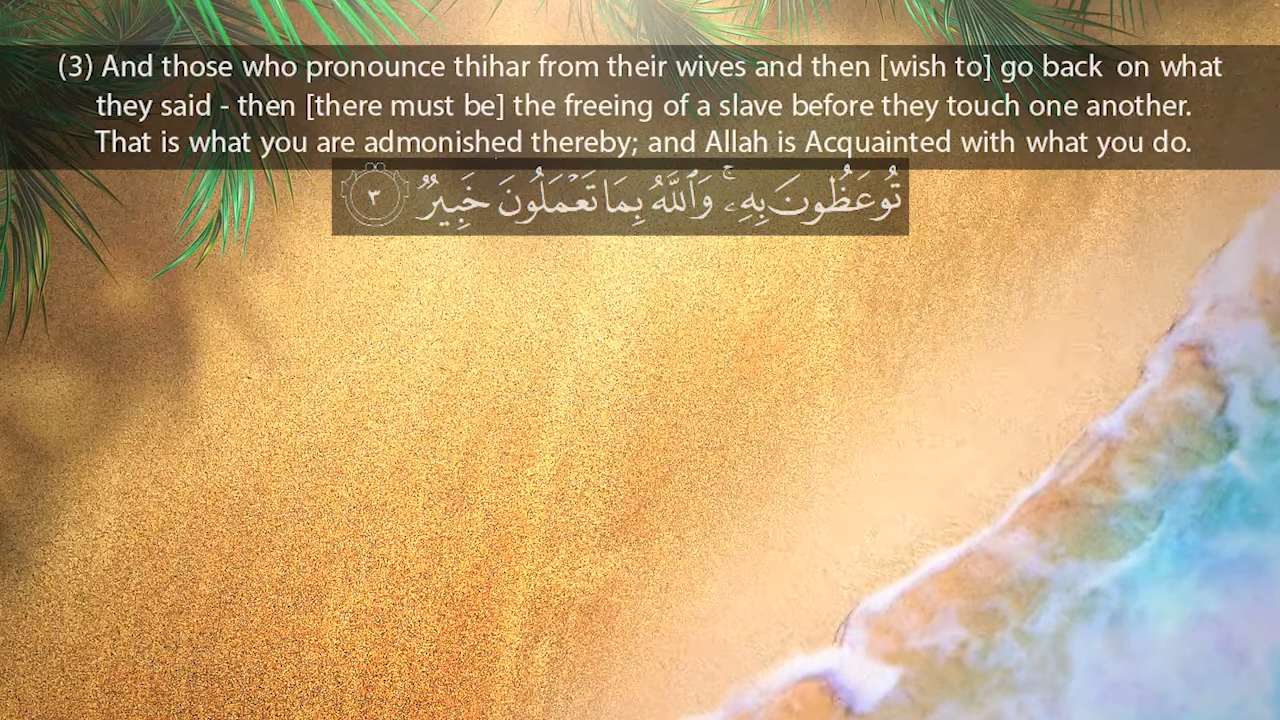 (3) And those who pronounce thihar from their wives and then [wish to] go back on what
they said - then [there must be] the freeing of a slave before they touch one another.
That is what you are admonished thereby; and Allah is Acquainted with what you do.
تُوعَظُونَ بِهِۦ ۚ وَٱللَّهُ بِمَا تَعْمَلُونَ خَبِيرٌ ٣